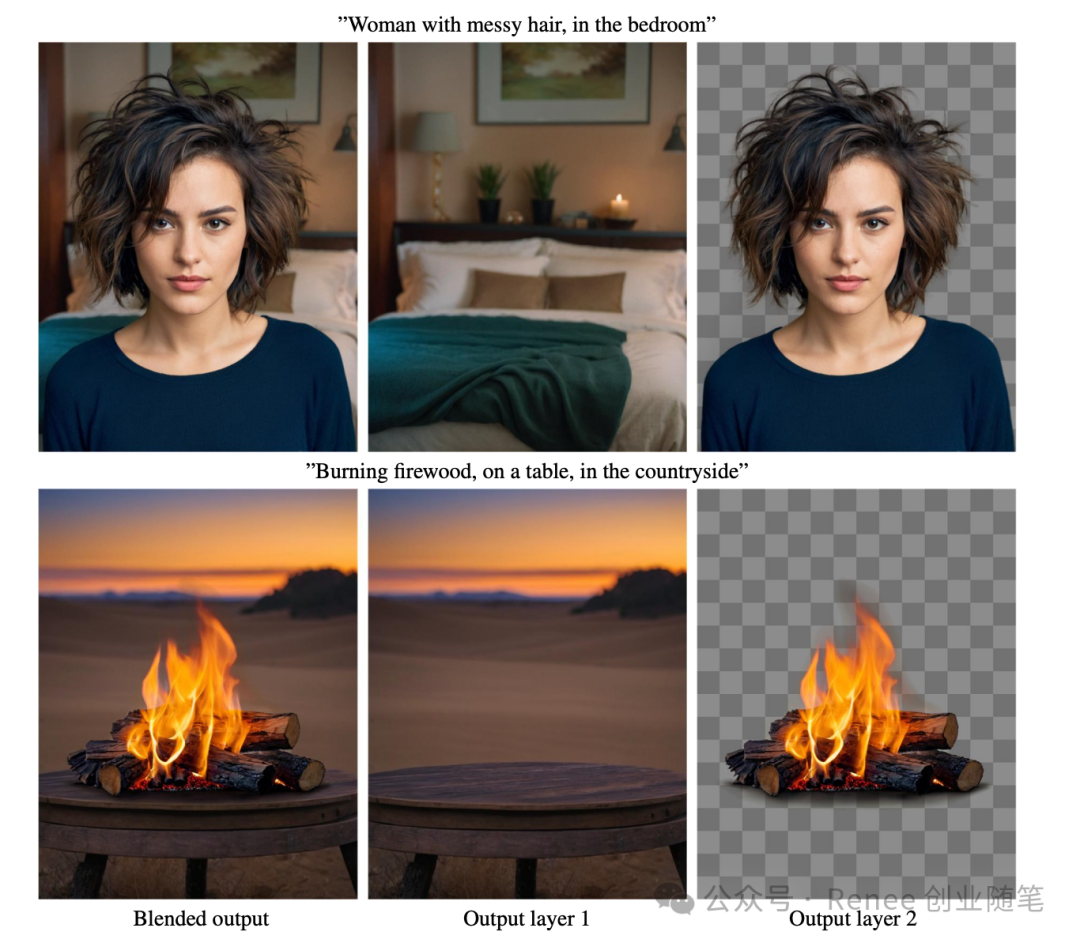 ”Woman with messy hair, in the bedroom”
”Burning firewood, on a table, in the countryside”
公众号 · Renee 创业随笔
Blended output
Output layer 1
Output layer 2